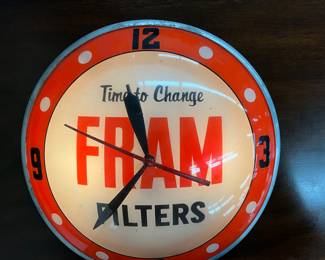 12
Time to Change
FRAM
9 3
FILTERS